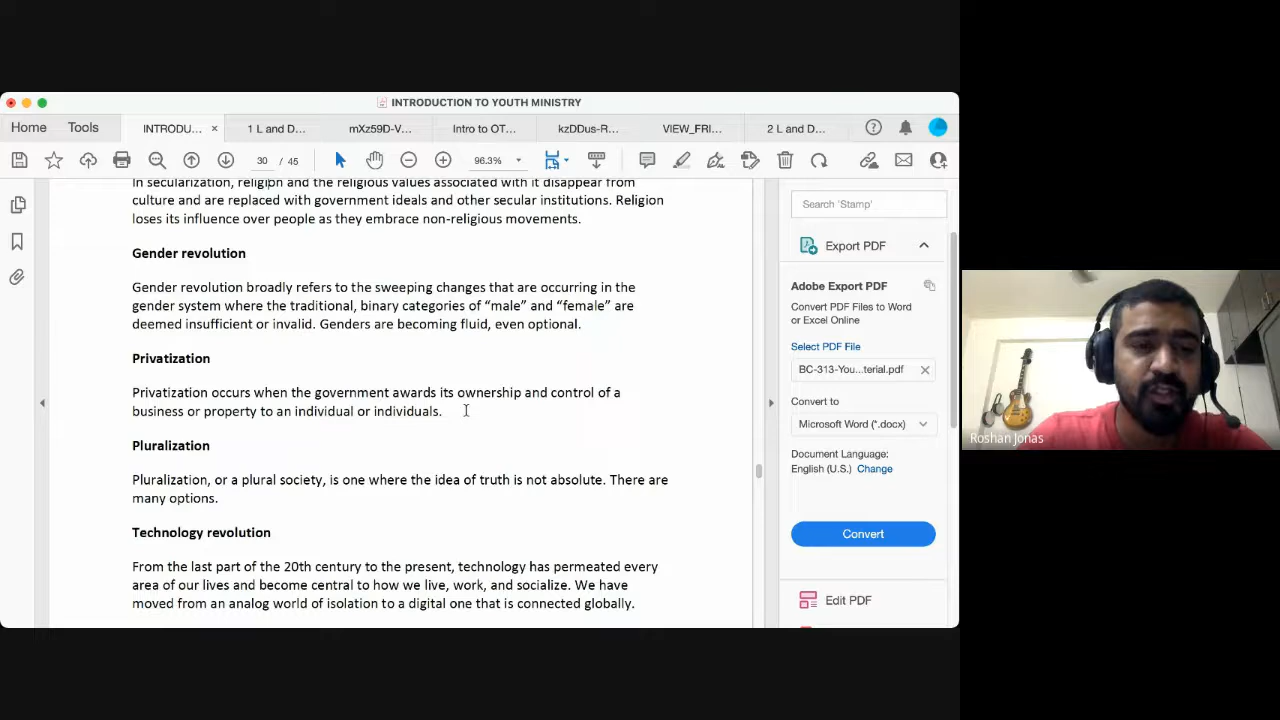 INTRODUCTION TO YOUTH MINISTRY
Home Tools INTRODU... × 1 L and D... mXz59D-V... Intro to OT... kzDDus-R... VIEW_FRI... 2 L and D...
30 / 45 96.3%
In secularization, religion and the religious values associated with it disappear from
culture and are replaced with government ideals and other secular institutions. Religion
loses its influence over people as they embrace non-religious movements.
Gender revolution
Gender revolution broadly refers to the sweeping changes that are occurring in the
gender system where the traditional, binary categories of “male” and “female” are
deemed insufficient or invalid. Genders are becoming fluid, even optional.
Privatization
Privatization occurs when the government awards its ownership and control of a
business or property to an individual or individuals.
Pluralization
Pluralization, or a plural society, is one where the idea of truth is not absolute. There are
many options.
Technology revolution
From the last part of the 20th century to the present, technology has permeated every
area of our lives and become central to how we live, work, and socialize. We have
moved from an analog world of isolation to a digital one that is connected globally.
Search 'Stamp'
Export PDF
Adobe Export PDF
Convert PDF Files to Word
or Excel Online
Select PDF File
BC-313-You...terial.pdf
Convert to
Microsoft Word (*.docx)
Document Language:
English (U.S.) Change
Convert
Edit PDF
Roshan Jonas